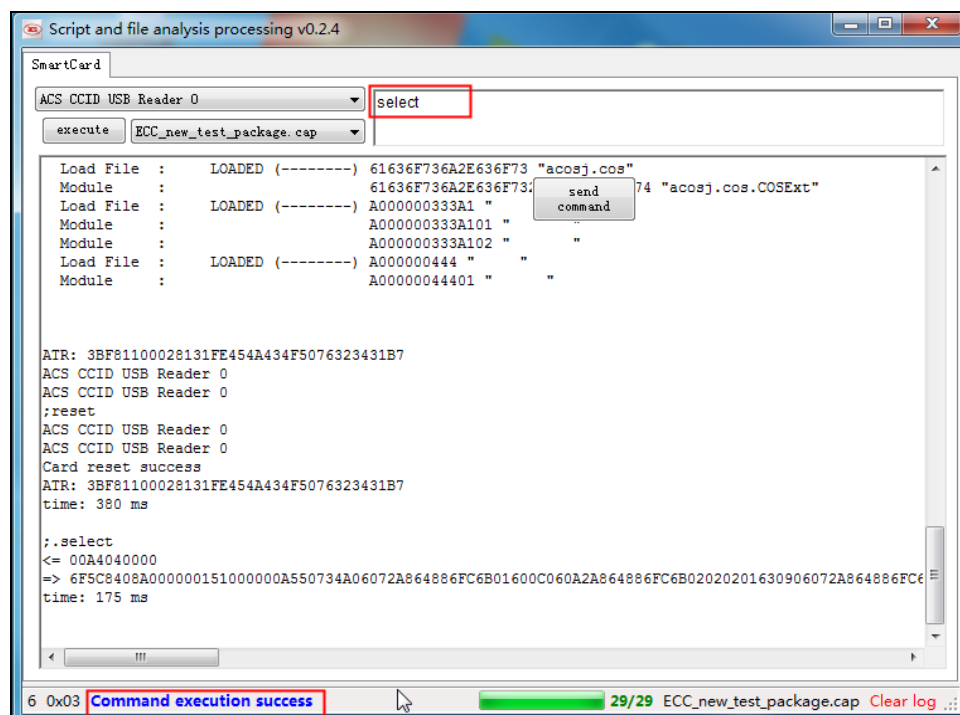 Script and file analysis processing v0.2.4
SmartCard
ACS CCID USB Reader 0
select
execute
ECC_new_test_package.cap
Load File : LOADED (--------) 61636F736A2E636F73 "acosj.cos"
Module : 61636F736A2E636F732 74 "acosj.cos.COSExt"
send
command
Load File : LOADED (--------) A000000333A1 "
Module : A000000333A101 " "
Module : A000000333A102 " "
Load File : LOADED (--------) A000000444 " "
Module : A00000044401 " "
ATR: 3BF81100028131FE454A434F5076323431B7
ACS CCID USB Reader 0
ACS CCID USB Reader 0
;reset
ACS CCID USB Reader 0
ACS CCID USB Reader 0
Card reset success
ATR: 3BF81100028131FE454A434F5076323431B7
time: 380 ms
;.select
<= 00A4040000
=> 6F5C8408A000000151000000A550734A06072A864886FC6B01600C060A2A864886FC6B02020201630906072A864886FC6
time: 175 ms
6 0x03 Command execution success 29/29 ECC_new_test_package.cap Clear log